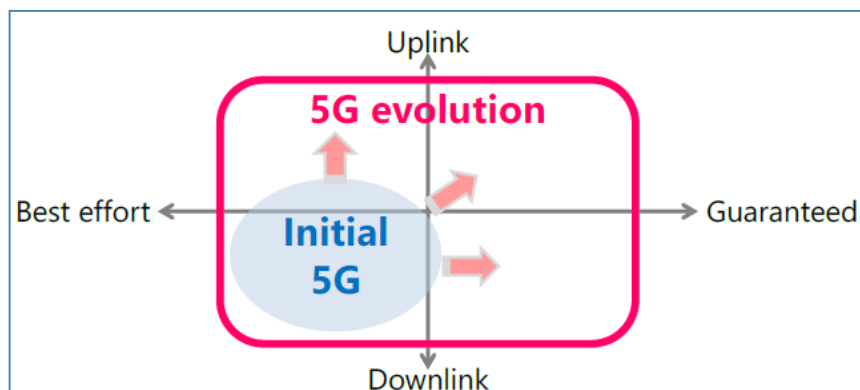 Uplink
5G evolution
Best effort
Guaranteed
Initial
5G
Downlink